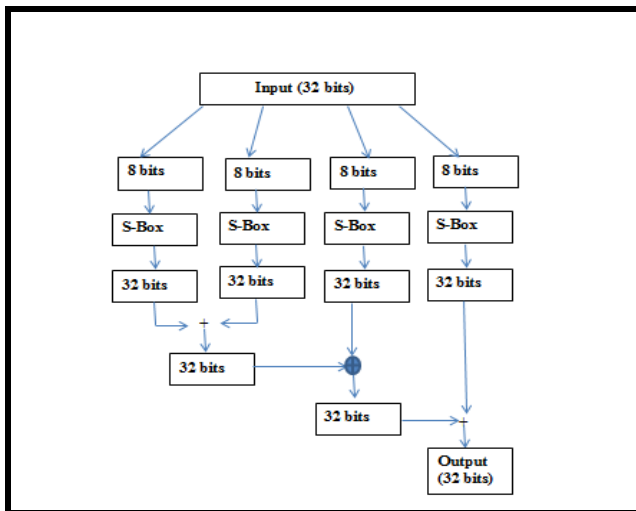 Input (32 bits)
8 bits
8 bits
8 bits
8 bits
S-Box
S-Box
S-Box
S-Box
32 bits
32 bits
32 bits
32 bits
+
32 bits
32 bits
+
Output
(32 bits)